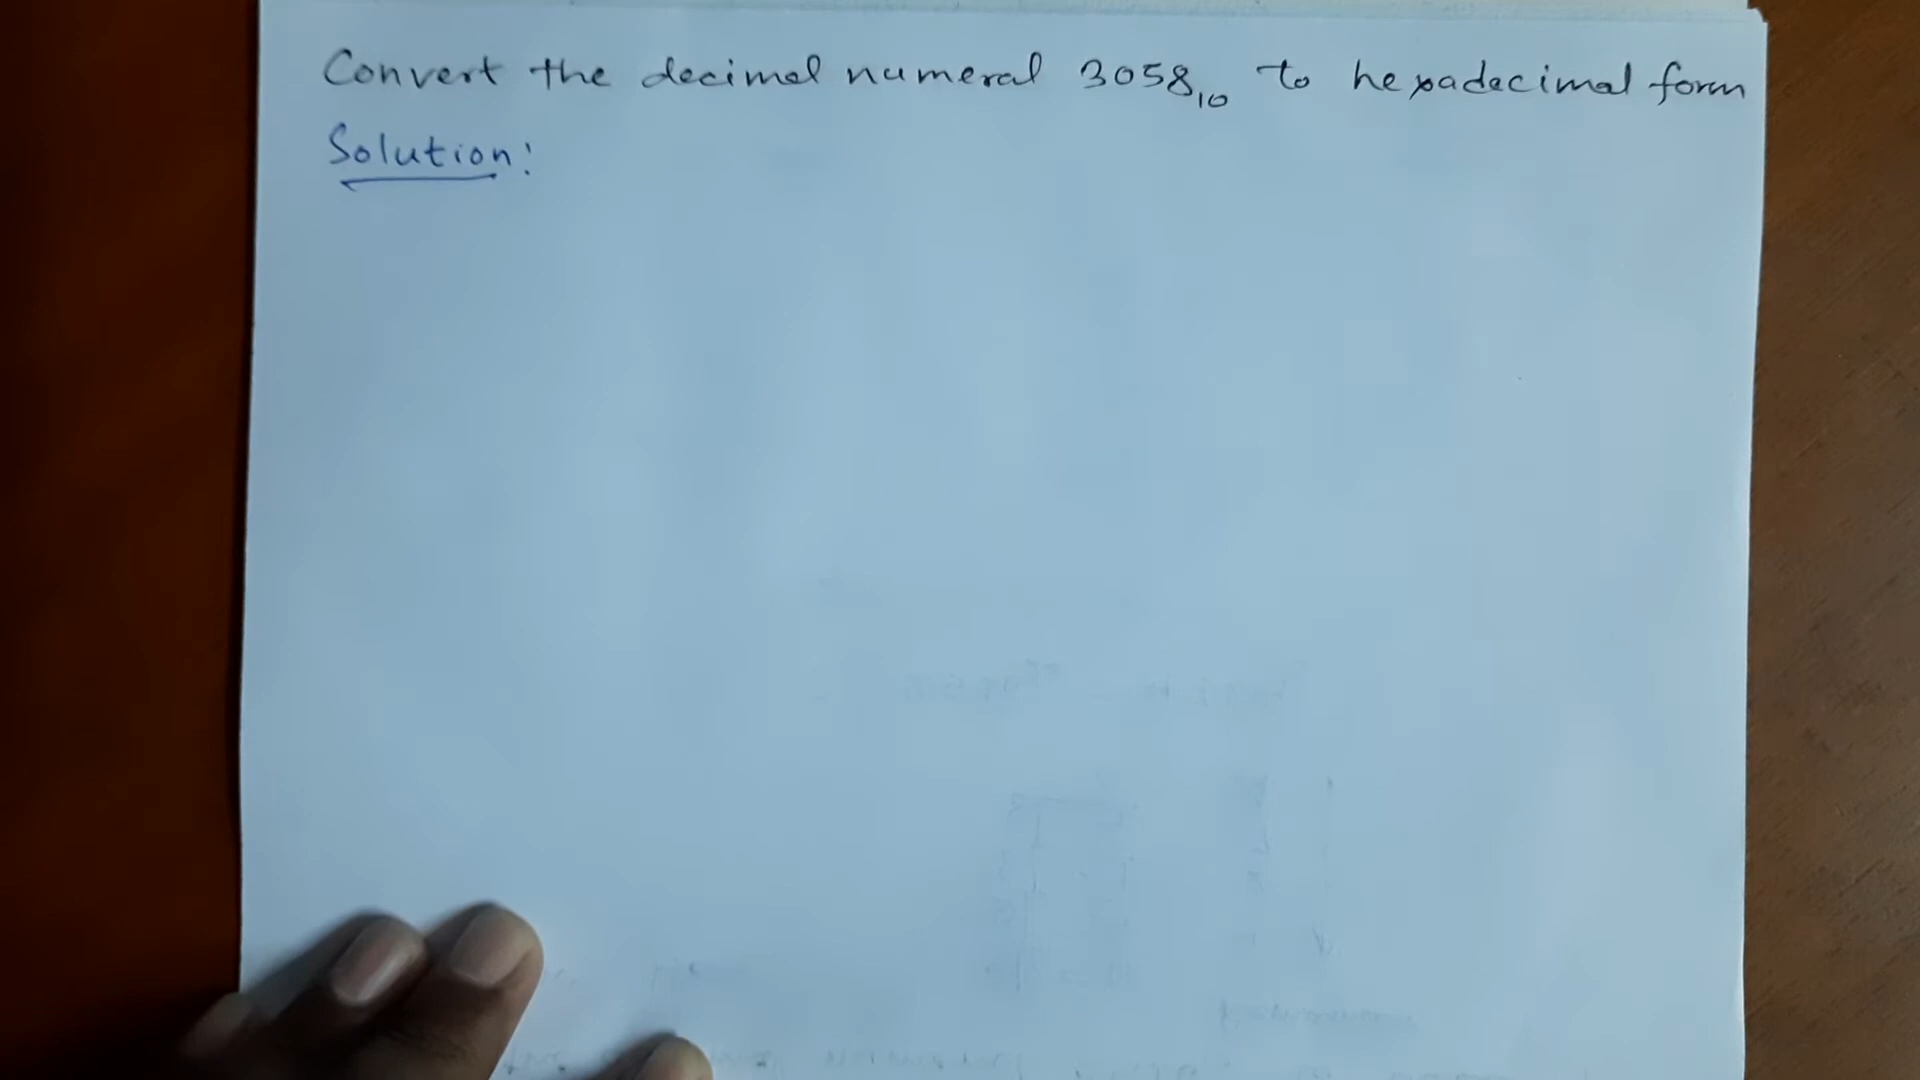 Convert the decimal numeral 3058₁₀ to hexadecimal form
Solution: